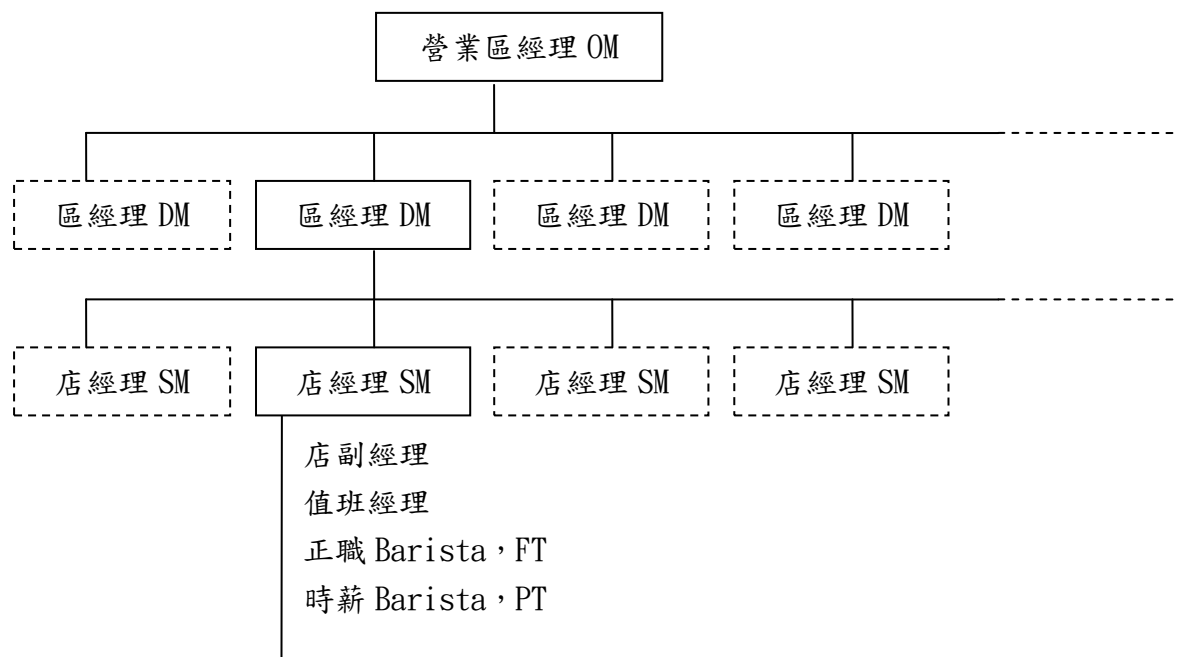 營業區經理 OM
區經理 DM
區經理 DM
區經理 DM
區經理 DM
店經理 SM
店經理 SM
店經理 SM
店經理 SM
店副經理
值班經理
正職 Barista，FT
時薪 Barista，PT